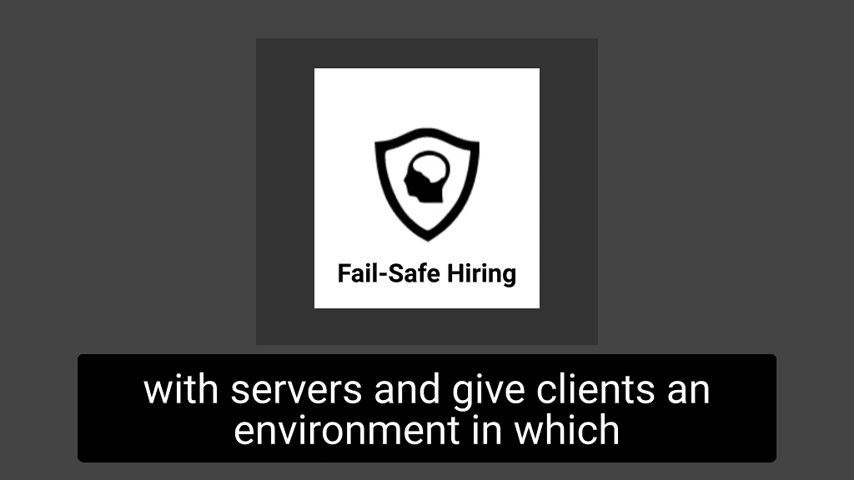 Fail-Safe Hiring
with servers and give clients an
environment in which